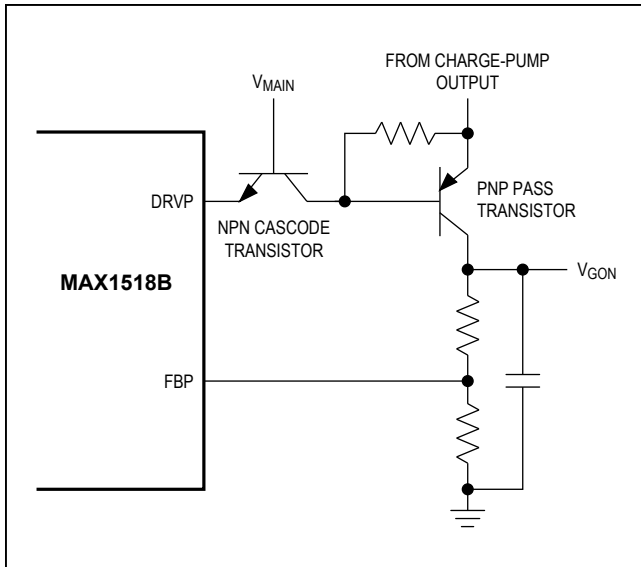 FROM CHARGE-PUMP
OUTPUT
VMAIN
PNP PASS
TRANSISTOR
DRVP
NPN CASCODE
TRANSISTOR
MAX1518B
VGON
FBP